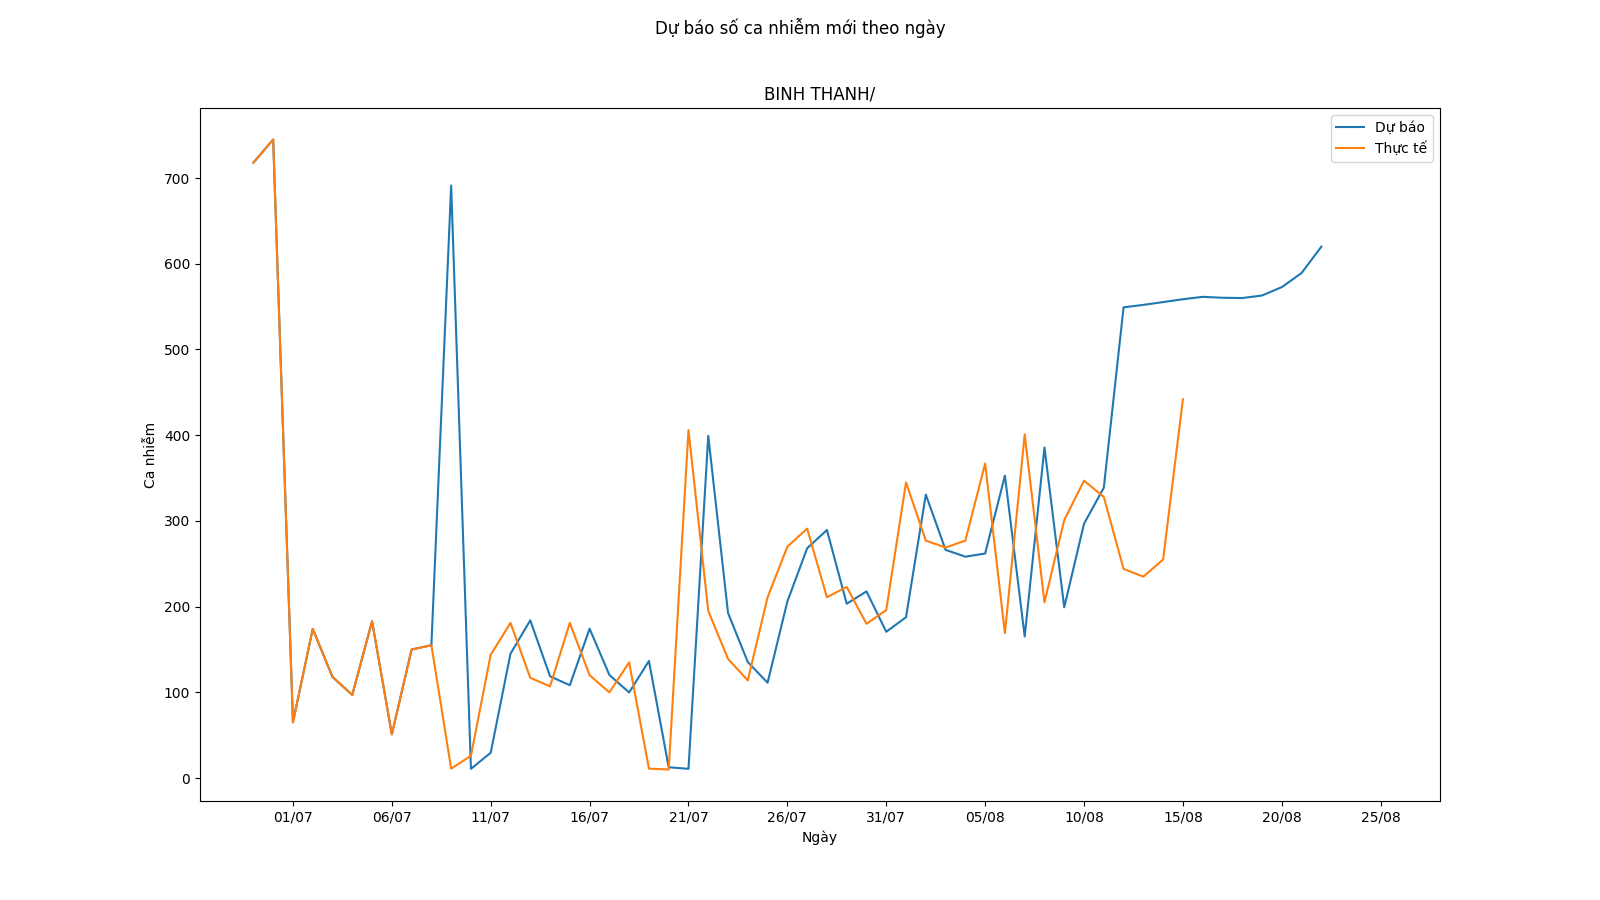 Dự báo số ca nhiễm mới theo ngày
BINH THANH/
Dự báo
Thực tế
700
600
500
400
300
200
100
0
Ca nhiễm
01/07 06/07 11/07 16/07 21/07 26/07 31/07 05/08 10/08 15/08 20/08 25/08
Ngày